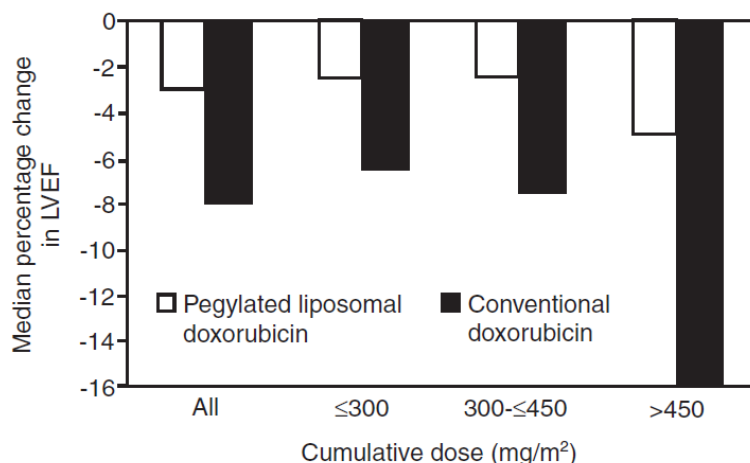 0
-2
-4
-6
-8
-10
-12
-14
-16
Median percentage change
in LVEF
Pegylated liposomal
doxorubicin
Conventional
doxorubicin
All
≤300
300-≤450
>450
Cumulative dose (mg/m²)